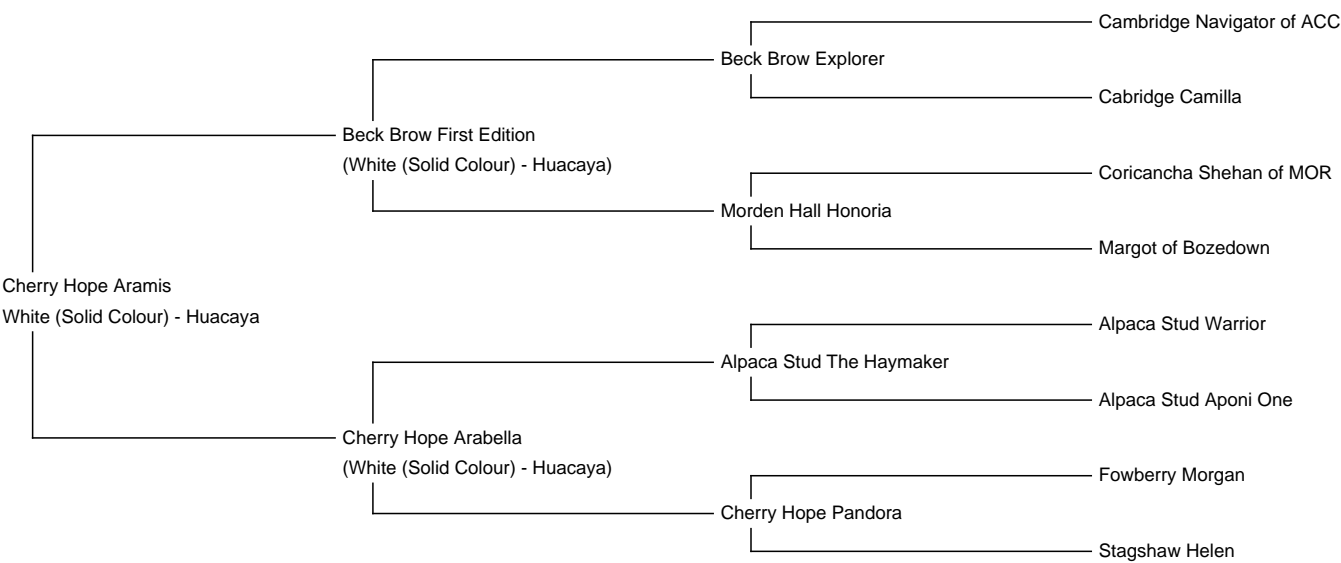 Cambridge Navigator of ACC
Beck Brow Explorer
Cabridge Camilla
Beck Brow First Edition
(White (Solid Colour) - Huacaya)
Coricancha Shehan of MOR
Morden Hall Honoria
Margot of Bozedown
Cherry Hope Aramis
White (Solid Colour) - Huacaya
Alpaca Stud Warrior
Alpaca Stud The Haymaker
Alpaca Stud Aponi One
Cherry Hope Arabella
(White (Solid Colour) - Huacaya)
Fowberry Morgan
Cherry Hope Pandora
Stagshaw Helen